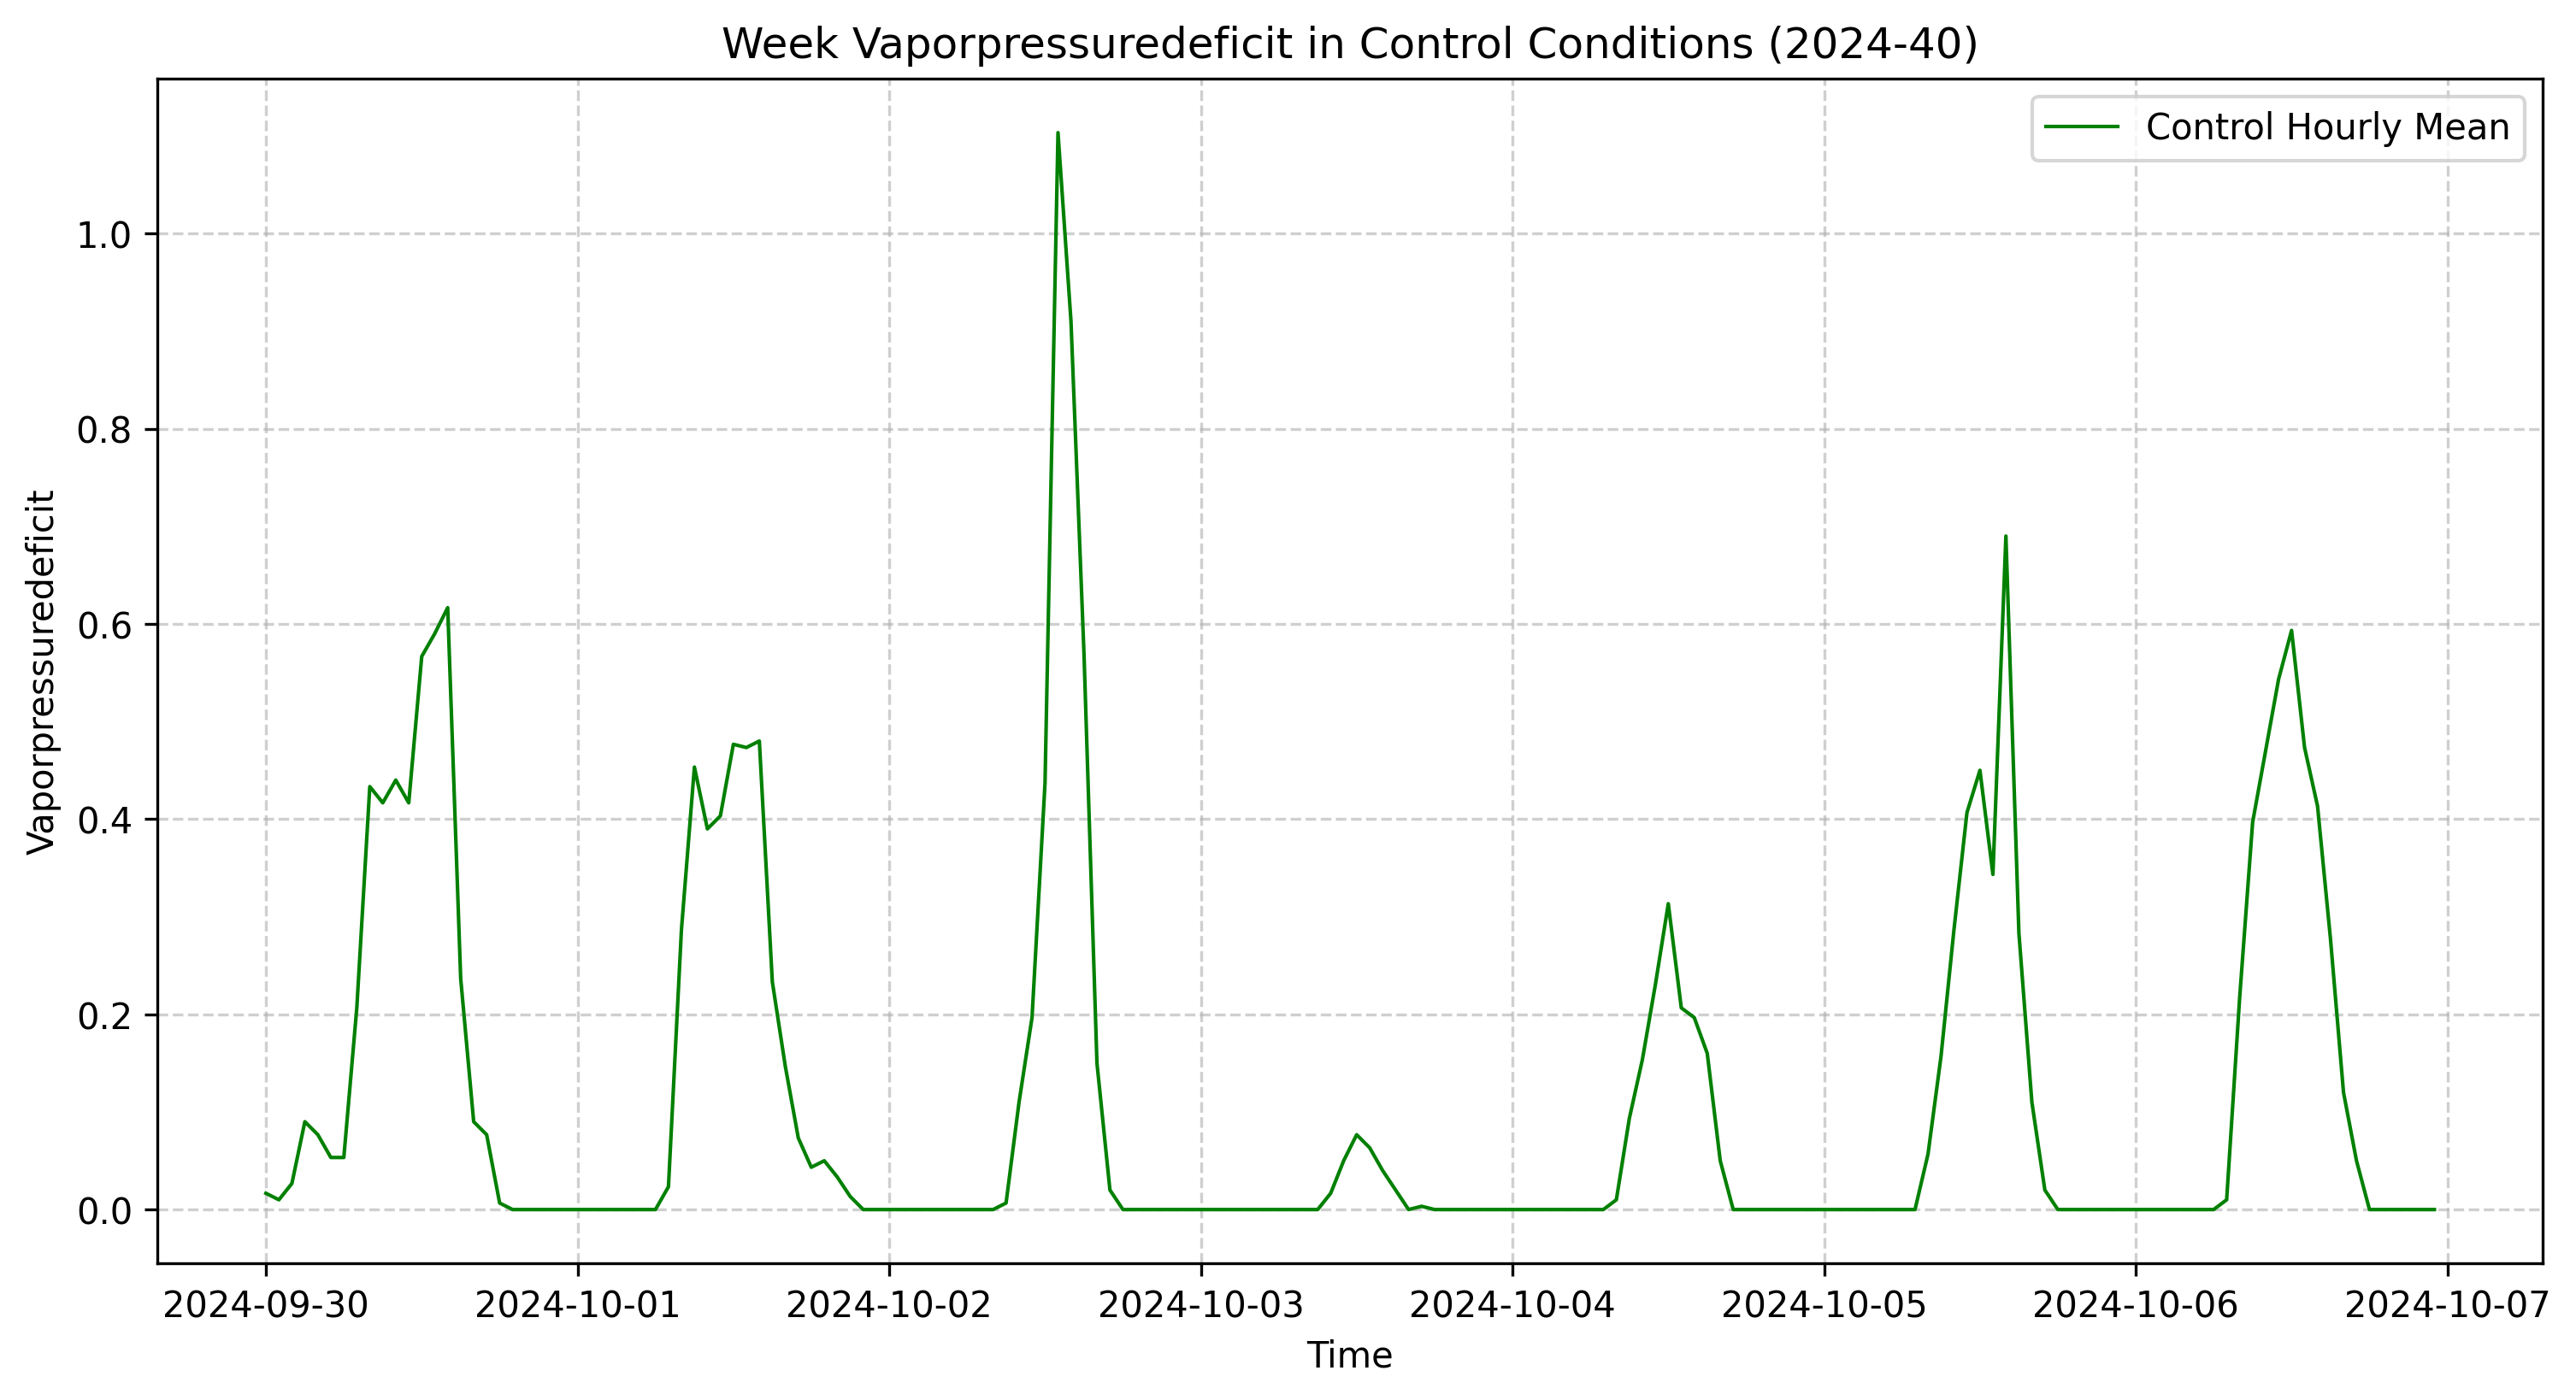 Week Vaporpressuredeficit in Control Conditions (2024-40)
Control Hourly Mean
Vaporpressuredeficit
1.0
0.8
0.6
0.4
0.2
0.0
2024-09-30 2024-10-01 2024-10-02 2024-10-03 2024-10-04 2024-10-05 2024-10-06 2024-10-07
Time